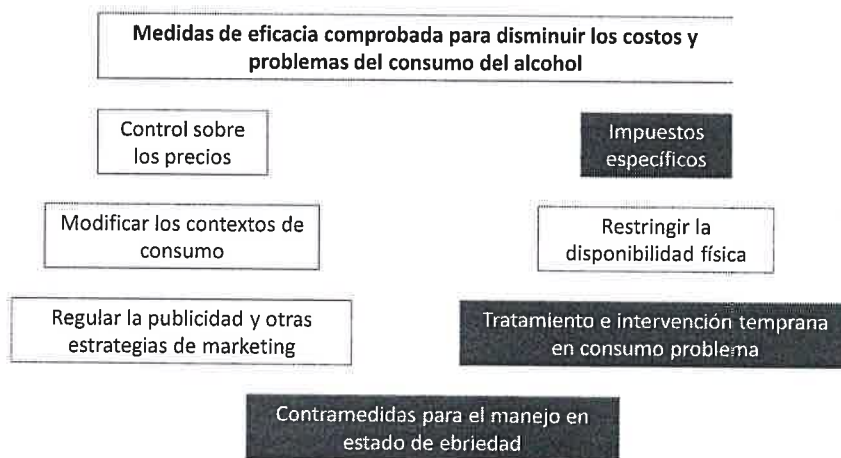 Medidas de eficacia comprobada para disminuir los costos y
problemas del consumo del alcohol
Control sobre
los precios
Impuestos
específicos
Modificar los contextos de
consumo
Restringir la
disponibilidad física
Regular la publicidad y otras
estrategias de marketing
Tratamiento e intervención temprana
en consumo problema
Contramedidas para el manejo en
estado de ebriedad